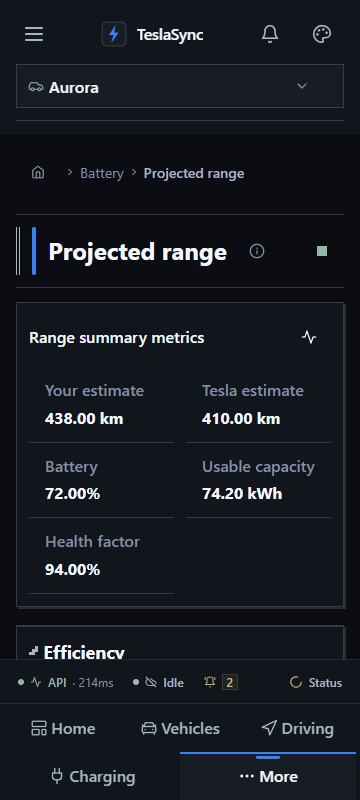 TeslaSync
Aurora
Battery Projected range
Projected range
Range summary metrics
Your estimate Tesla estimate
438.00 km 410.00 km
Battery Usable capacity
72.00% 74.20 kWh
Health factor
94.00%
Efficiency
API · 214ms Idle 2 Status
Home Vehicles Driving
Charging More